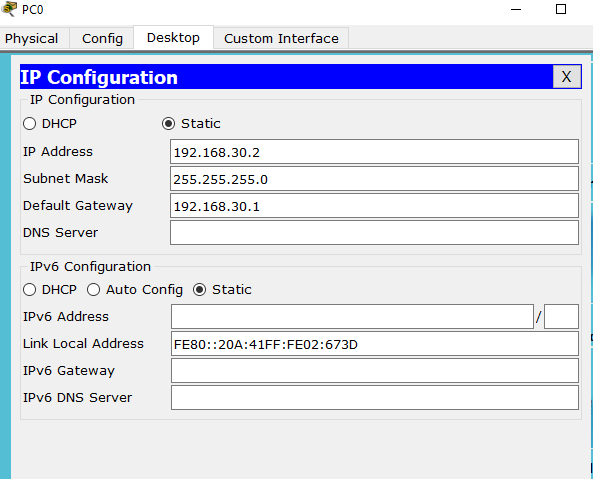 PC0
Physical Config Desktop Custom Interface
IP Configuration X
IP Configuration
DHCP Static
IP Address 192.168.30.2
Subnet Mask 255.255.255.0
Default Gateway 192.168.30.1
DNS Server
IPv6 Configuration
DHCP Auto Config Static
IPv6 Address /
Link Local Address FE80::20A:41FF:FE02:673D
IPv6 Gateway
IPv6 DNS Server